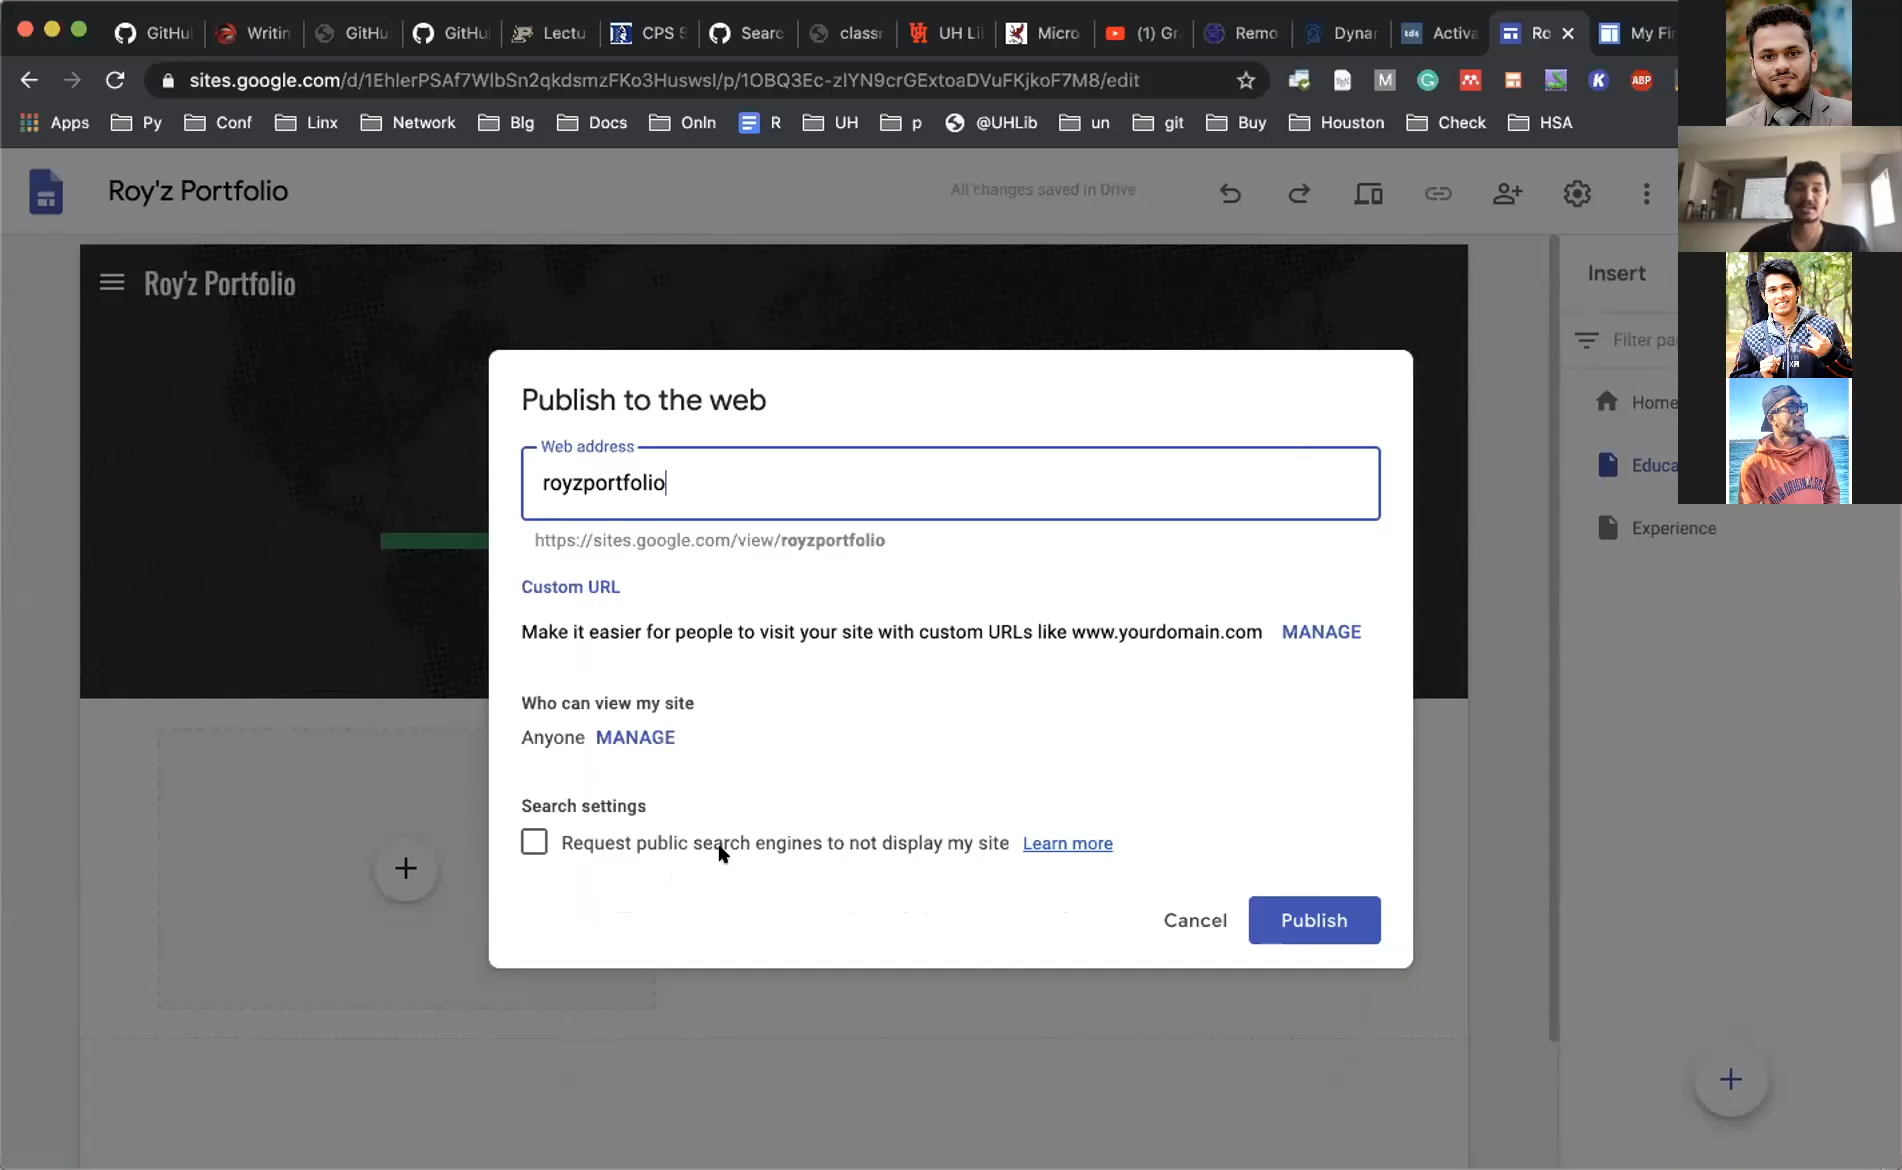 GitHu
Writin
GitHu
GitHu
Lectu
CPS S
Searc
classr
UH Li
Micro
(1) Gr
Remo
Dynar
tds
Activa
Ro
My Fi
sites.google.com/d/1EhlerPSAf7WIbSn2qkdsmzFKo3Huswsl/p/1OBQ3Ec-zlYN9crGExtoaDVuFKjkoF7M8/edit
M
G
K
ABP
Apps
Py
Conf
Linx
Network
Blg
Docs
Onln
R
UH
p
@UHLib
un
git
Buy
Houston
Check
HSA
Roy'z Portfolio
All changes saved in Drive
Roy'z Portfolio
Insert
Filter pa
Home
Educa
Experience
Publish to the web
Web address
royzportfolio
https://sites.google.com/view/royzportfolio
Custom URL
Make it easier for people to visit your site with custom URLs like www.yourdomain.com MANAGE
Who can view my site
Anyone MANAGE
Search settings
Request public search engines to not display my site Learn more
Cancel
Publish